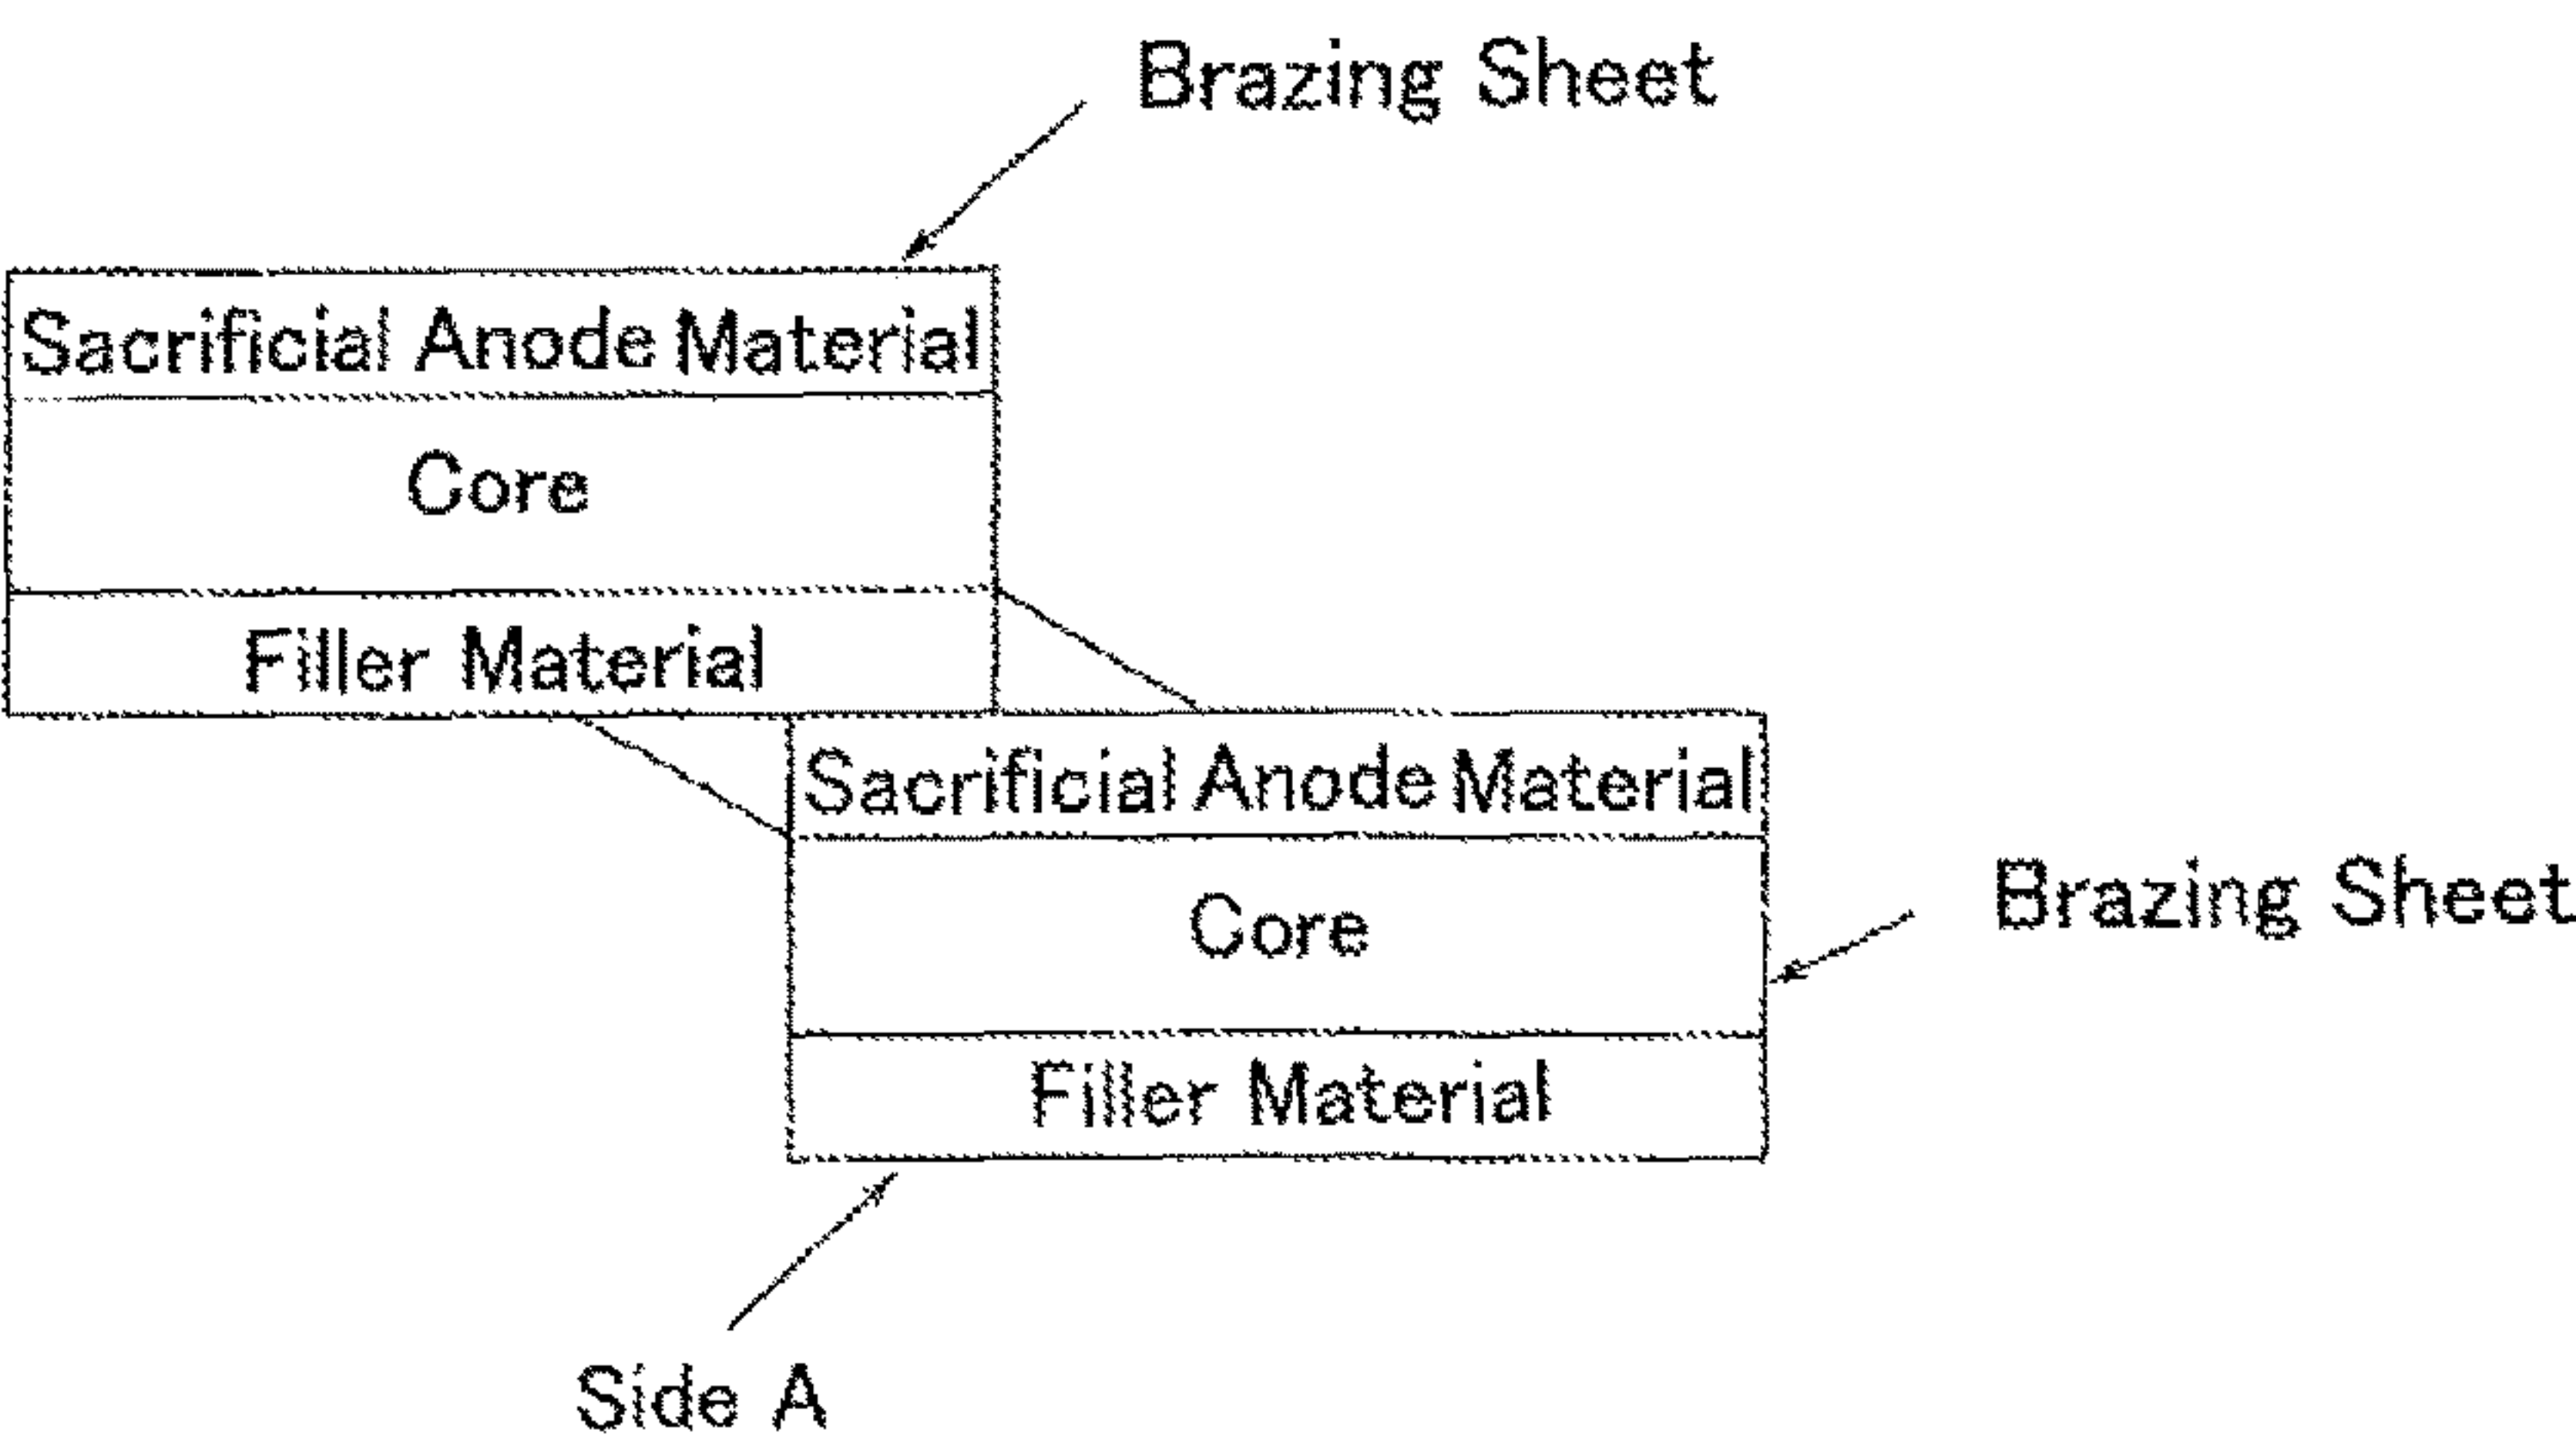 Brazing Sheet
Sacrificial Anode Material
Core
Filler Material
Sacrificial Anode Material
Core
Brazing Sheet
Filler Material
Side A